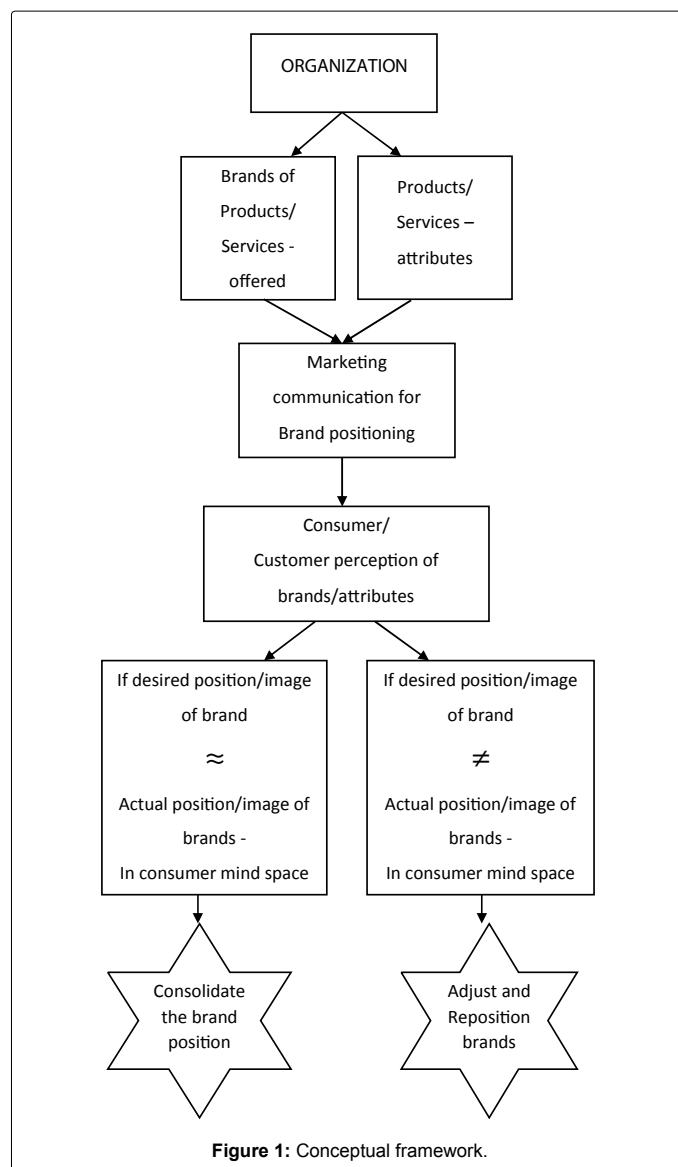 ORGANIZATION
Brands of
Products/
Services -
offered
Products/
Services –
attributes
Marketing
communication for
Brand positioning
Consumer/
Customer perception of
brands/attributes
If desired position/image
of brand
≈
Actual position/image of
brands -
In consumer mind space
If desired position/image
of brand
≠
Actual position/image of
brands -
In consumer mind space
Consolidate
the brand
position
Adjust and
Reposition
brands
Figure 1: Conceptual framework.